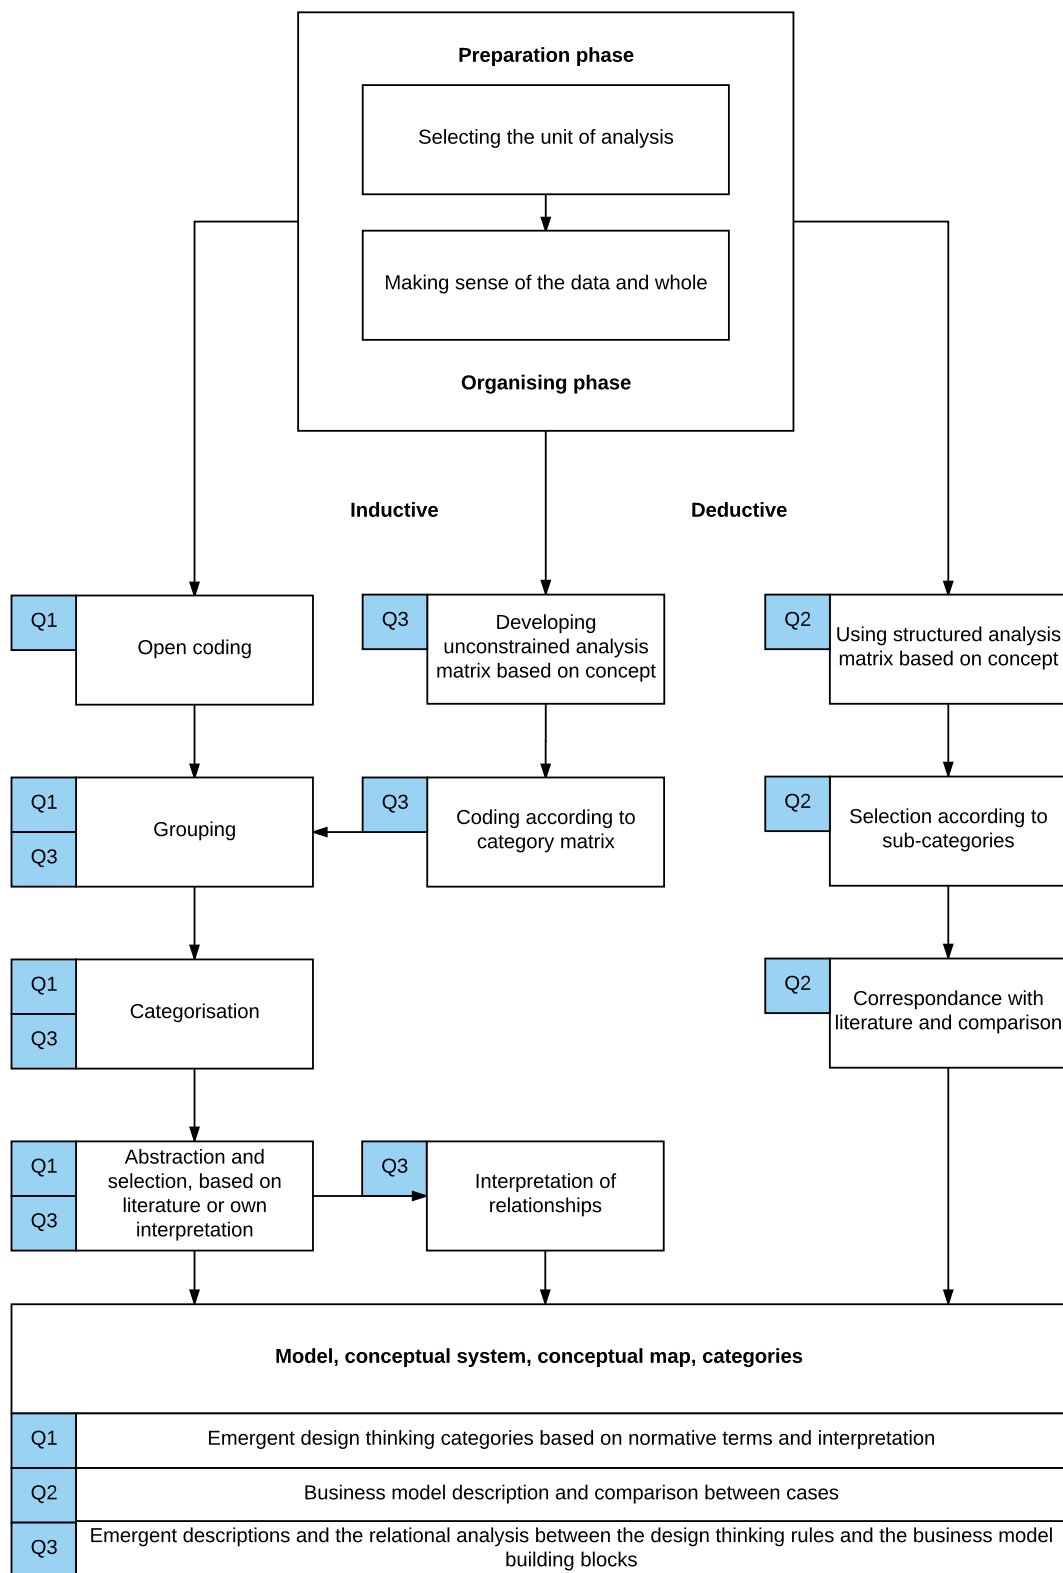 Preparation phase
Selecting the unit of analysis
Making sense of the data and whole
Organising phase
Inductive
Deductive
Q1
Open coding
Q3
Developing
unconstrained analysis
matrix based on concept
Q2
Using structured analysis
matrix based on concept
Q1
Q3
Grouping
Q3
Coding according to
category matrix
Q2
Selection according to
sub-categories
Q1
Q3
Categorisation
Q2
Correspondance with
literature and comparison
Q1
Q3
Abstraction and
selection, based on
literature or own
interpretation
Q3
Interpretation of
relationships
Model, conceptual system, conceptual map, categories
Q1
Emergent design thinking categories based on normative terms and interpretation
Q2
Business model description and comparison between cases
Q3
Emergent descriptions and the relational analysis between the design thinking rules and the business model
building blocks